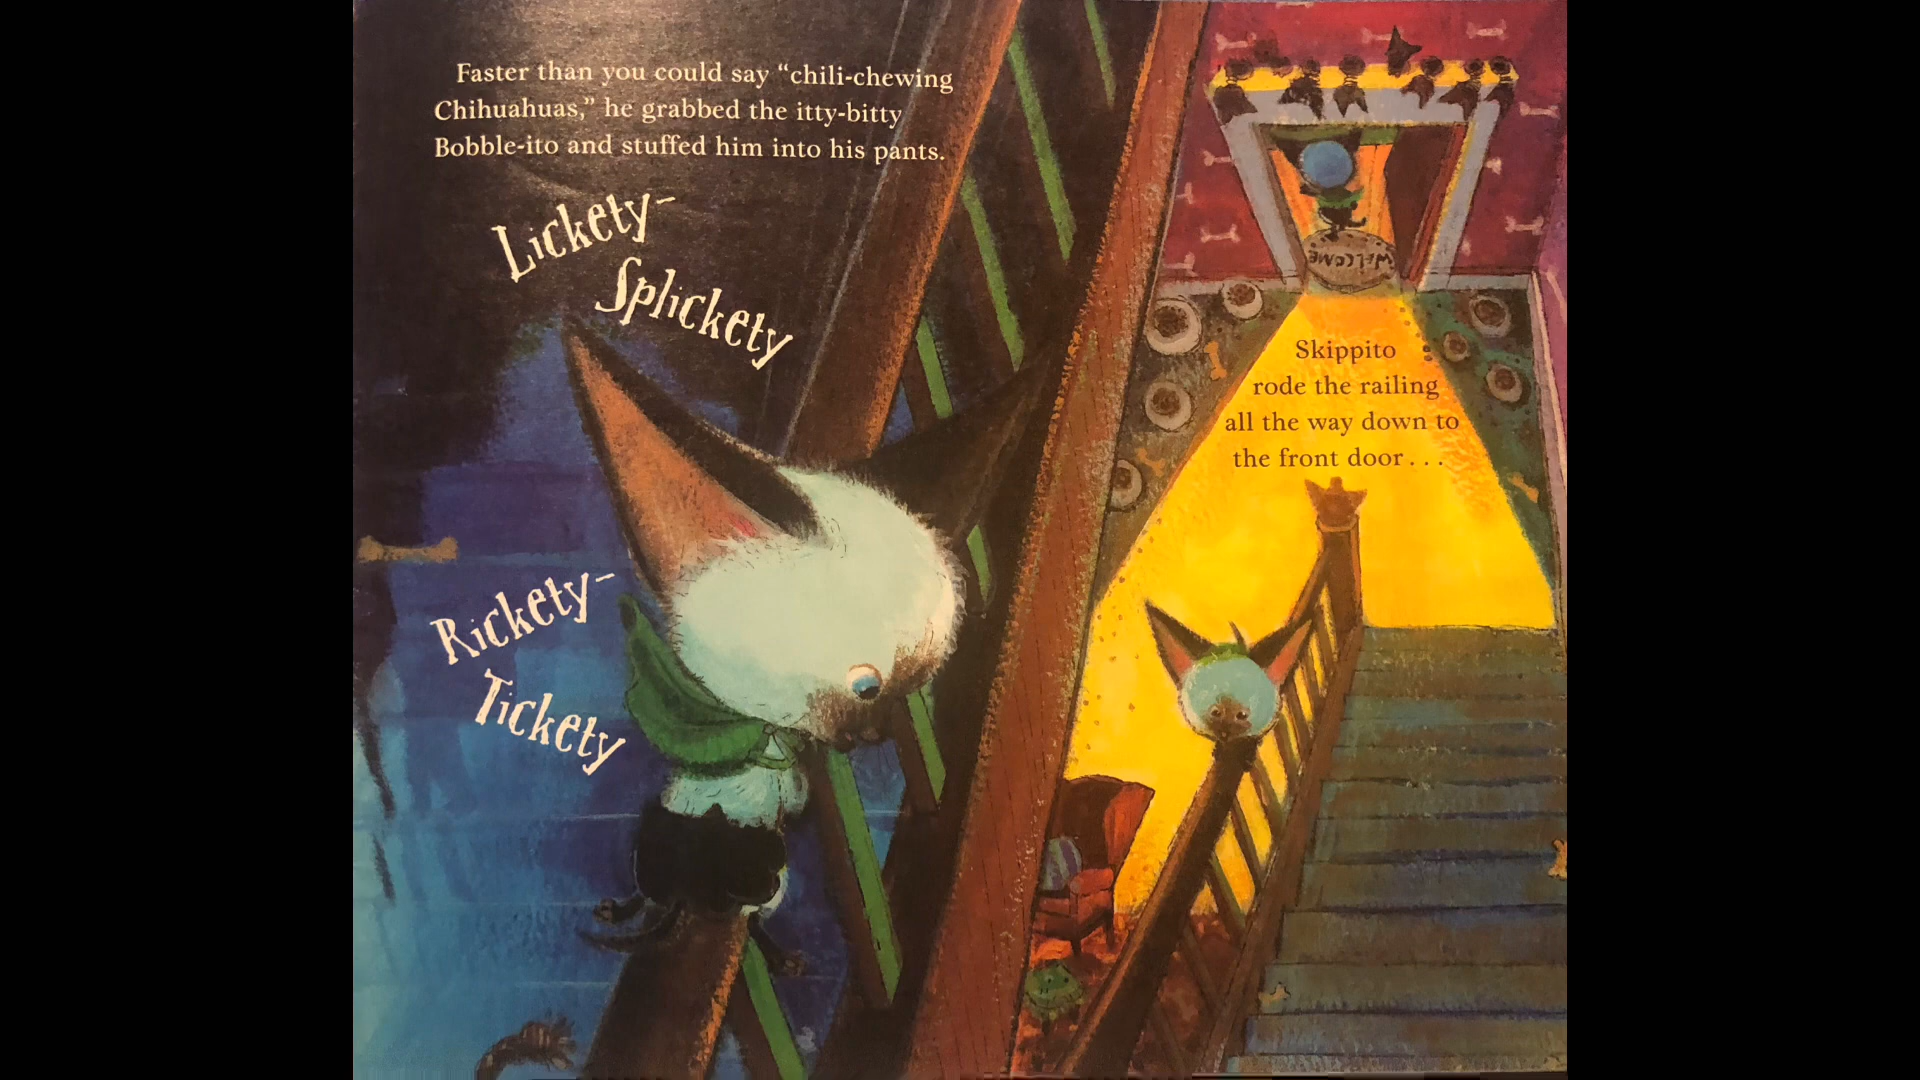 Faster than you could say “chili-chewing
Chihuahuas,” he grabbed the itty-bitty
Bobble-ito and stuffed him into his pants.
Lickety-
Splickety
Rickety-
Tickety
WELCOME
Skippito
rode the railing
all the way down to
the front door . . .